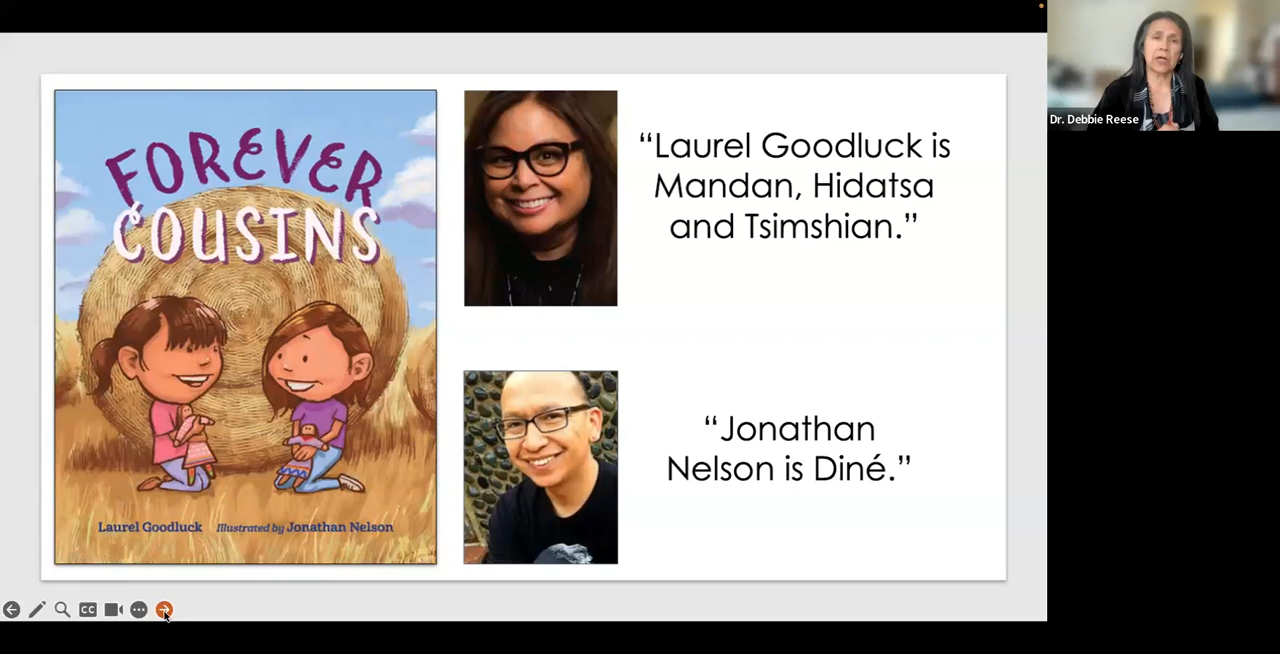 FOREVER
COUSINS
Laurel Goodluck Illustrated by Jonathan Nelson
“Laurel Goodluck is
Mandan, Hidatsa
and Tsimshian.”
“Jonathan
Nelson is Diné.”
CC
Dr. Debbie Reese